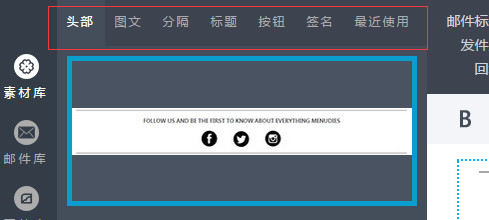 头部 图文 分隔 标题 按钮 签名 最近使用
素材库
邮件库
FOLLOW US AND BE THE FIRST TO KNOW ABOUT EVERYTHING MENUDIES
邮件标
发件
回
B